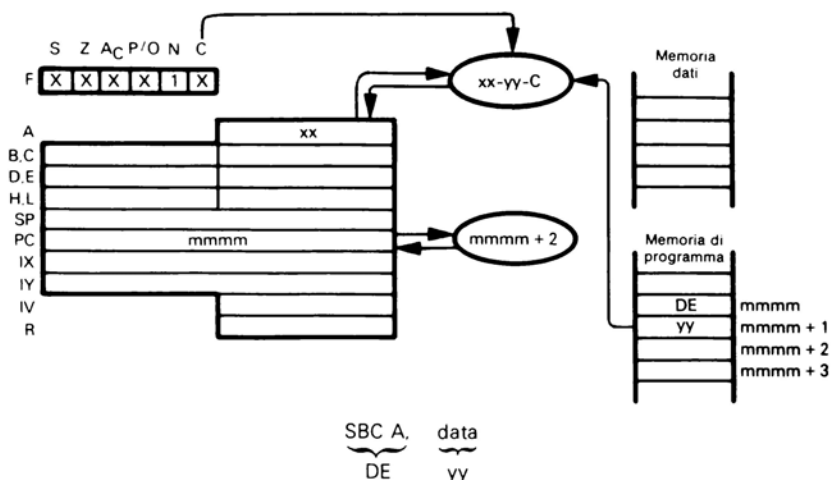 S Z AC P/O N C
F X X X X 1 X
xx-yy-C
Memoria
dati
A xx
B,C
D,E
H,L
SP
PC mmmm
mmmm + 2
IX
IY
IV
R
Memoria di
programma
DE mmmm
yy mmmm + 1
mmmm + 2
mmmm + 3
SBC A, data
DE yy